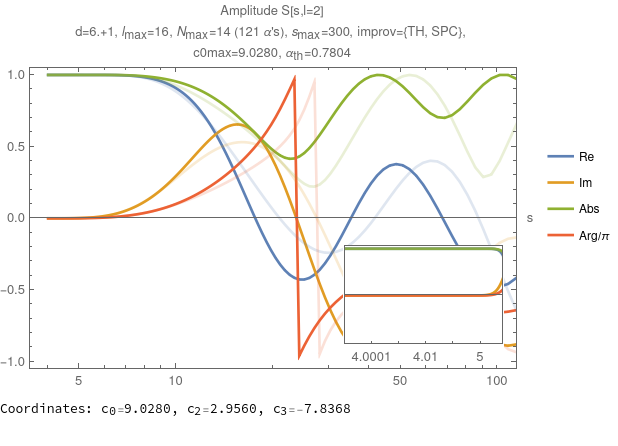 Amplitude S[s,l=2]
d=6.+1, lmax=16, Nmax=14 (121 α's), smax=300, improv={TH, SPC},
c0max=9.0280, αth=0.7804
1.0
0.5
0.0
−0.5
−1.0
5 10 50 100
s
4.0001 4.01 5
Re
Im
Abs
Arg/π
Coordinates: c0=9.0280, c2=2.9560, c3=−7.8368